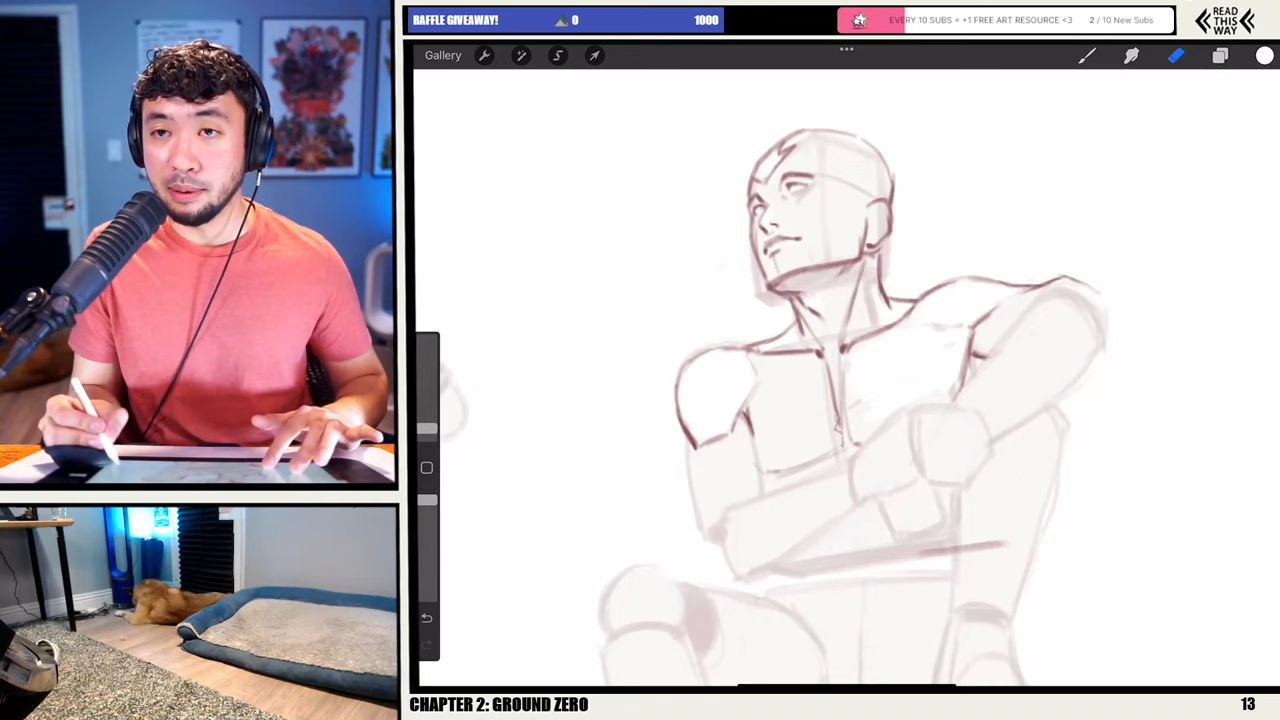 RAFFLE GIVEAWAY! 0 1000
EVERY 10 SUBS = +1 FREE ART RESOURCE <3 2 / 10 New Subs
READ
THIS
WAY
Gallery
CHAPTER 2: GROUND ZERO
13